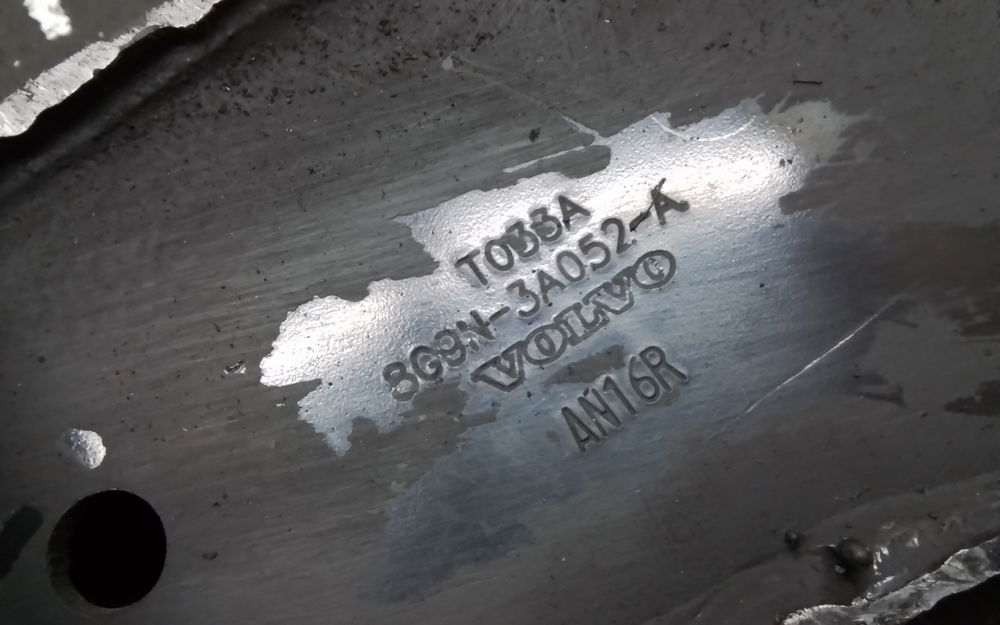 T033A
8G9N-3A052-A
VOLVO
AN16R